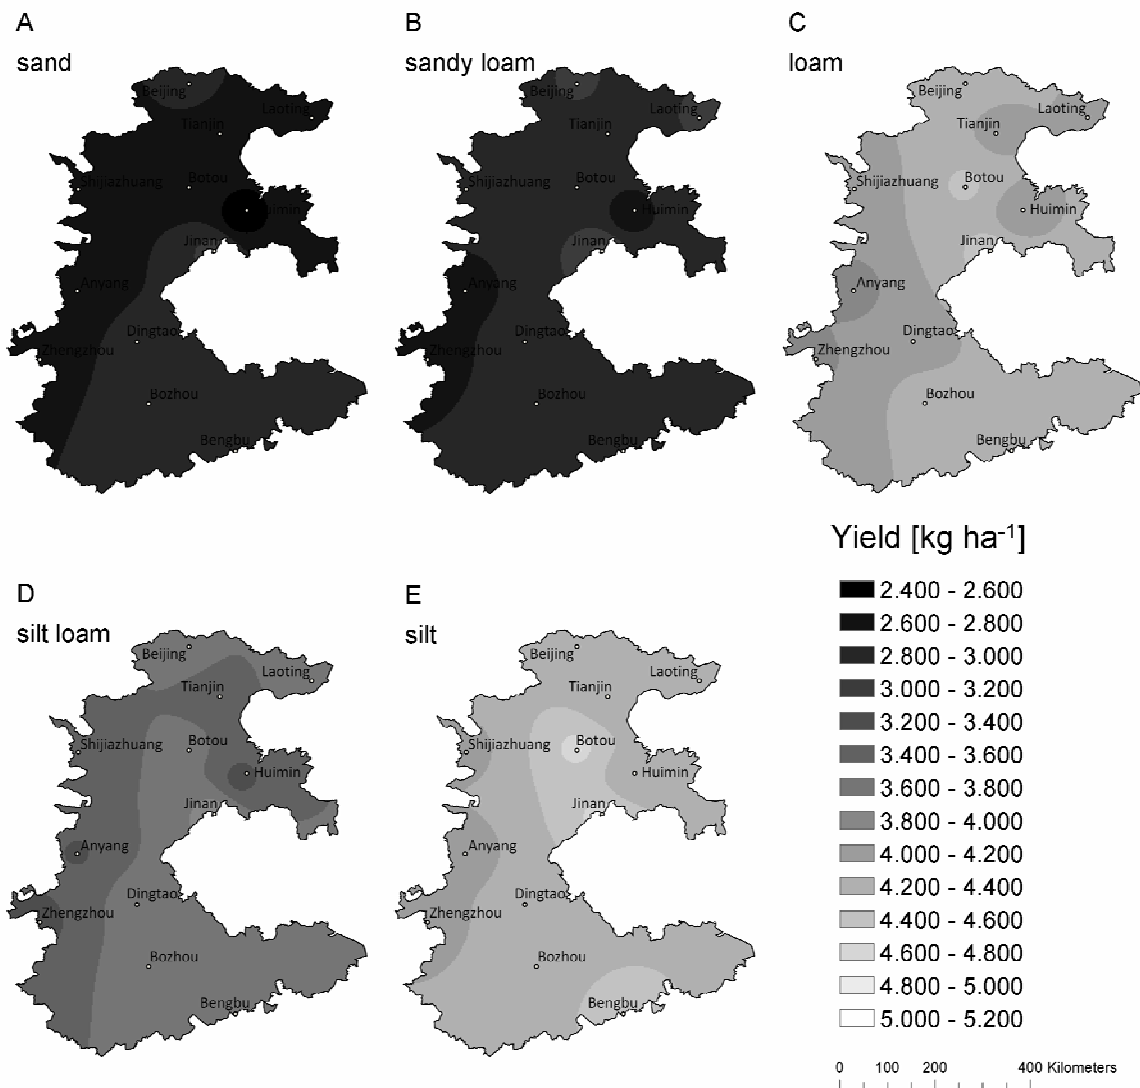 A
sand
Beijing
Laoting
Tianjin
Shijiazhuang
Botou
Huimin
Jinan
Anyang
Dingtao
Zhengzhou
Bozhou
Bengbu
B
sandy loam
Beijing
Laoting
Tianjin
Shijiazhuang
Botou
Huimin
Jinan
Anyang
Dingtao
Zhengzhou
Bozhou
Bengbu
C
loam
Beijing
Laoting
Tianjin
Shijiazhuang
Botou
Huimin
Jinan
Anyang
Dingtao
Zhengzhou
Bozhou
Bengbu
D
silt loam
Beijing
Laoting
Tianjin
Shijiazhuang
Botou
Huimin
Jinan
Anyang
Dingtao
Zhengzhou
Bozhou
Bengbu
E
silt
Beijing
Laoting
Tianjin
Shijiazhuang
Botou
Huimin
Jinan
Anyang
Dingtao
Zhengzhou
Bozhou
Bengbu
Yield [kg ha⁻¹]
2.400 - 2.600
2.600 - 2.800
2.800 - 3.000
3.000 - 3.200
3.200 - 3.400
3.400 - 3.600
3.600 - 3.800
3.800 - 4.000
4.000 - 4.200
4.200 - 4.400
4.400 - 4.600
4.600 - 4.800
4.800 - 5.000
5.000 - 5.200
0 100 200 400 Kilometers